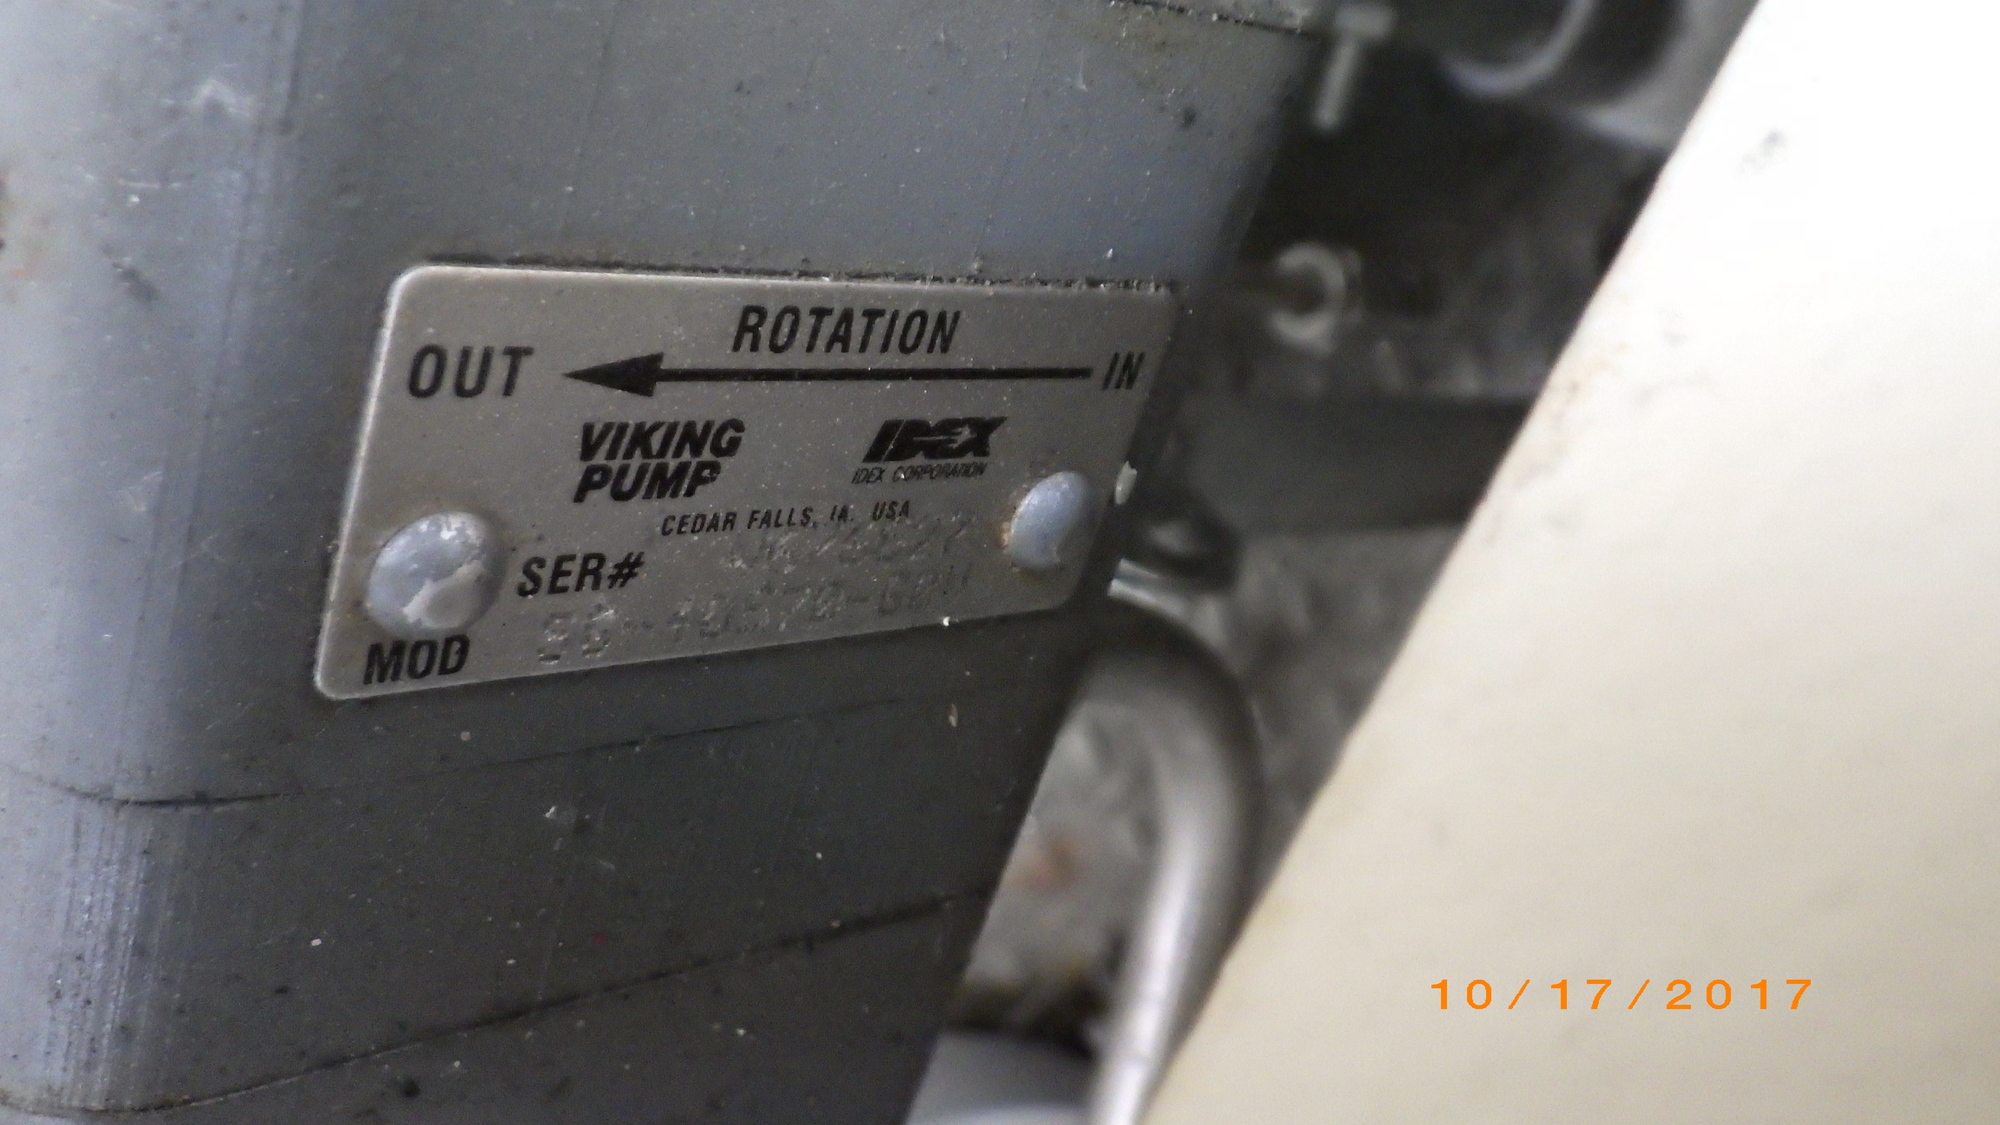 ROTATION
OUT IN
VIKING
PUMP
IDEX
IDEX CORPORATION
CEDAR FALLS, IA. USA
SER#
MOD
10/17/2017